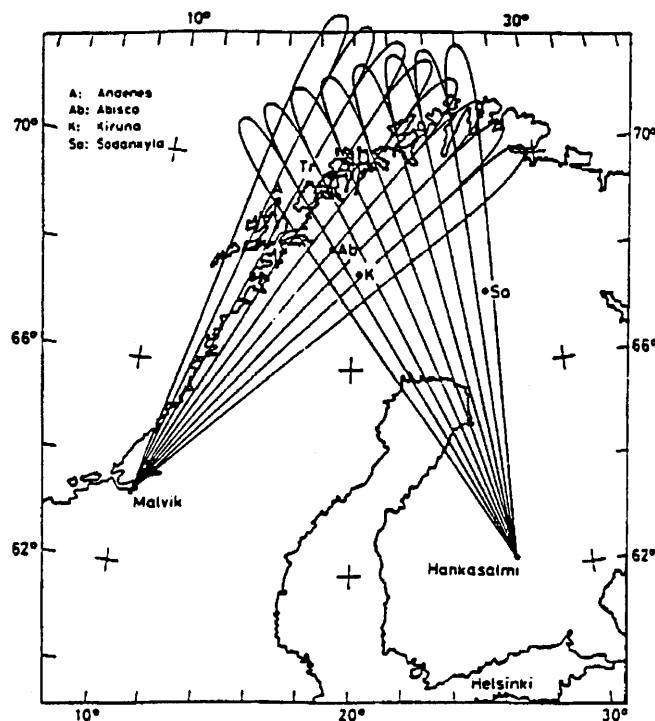 10° 30°
A: Andenes
Ab: Abisco
K: Kiruna
So: Sodankyla
70° 70°
Tr
A
Ab
K
So
66° 66°
Malvik
62° 62°
Hankasalmi
Helsinki
10° 20° 30°